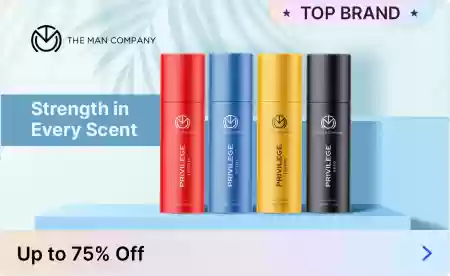 ★ TOP BRAND ★
THE MAN COMPANY
Strength in
Every Scent
PRIVILEGE
PRIVILEGE
PRIVILEGE
PRIVILEGE
Up to 75% Off